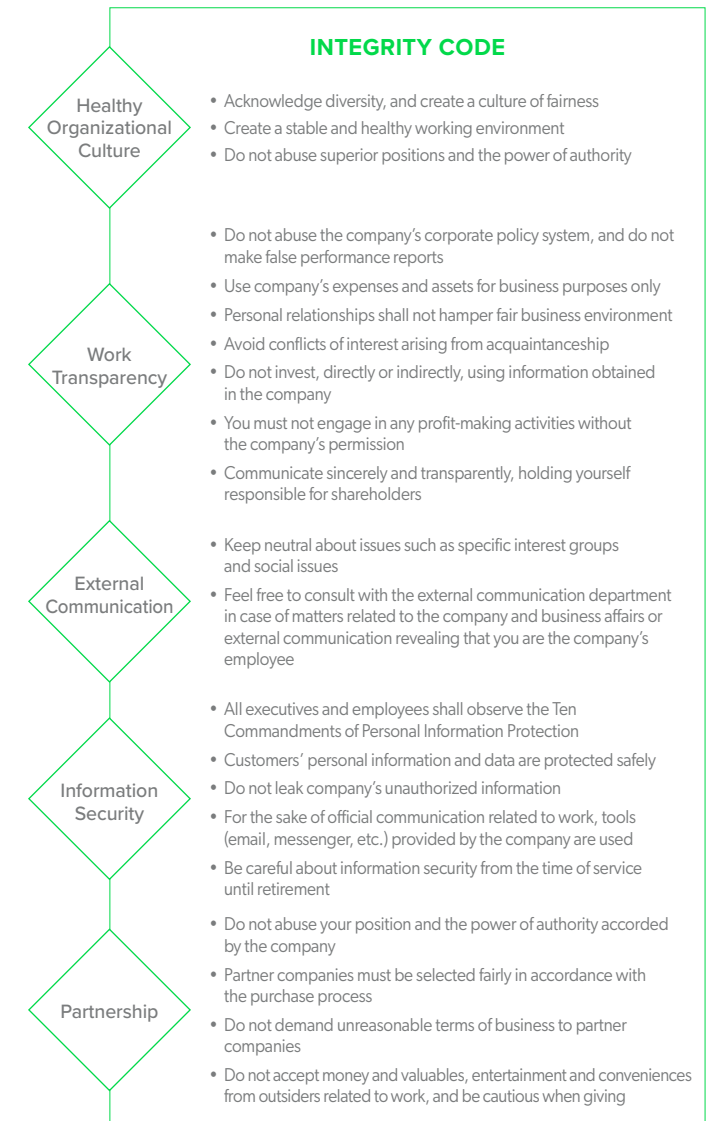 INTEGRITY CODE
Healthy
Organizational
Culture
• Acknowledge diversity, and create a culture of fairness
• Create a stable and healthy working environment
• Do not abuse superior positions and the power of authority
Work
Transparency
• Do not abuse the company's corporate policy system, and do not
make false performance reports
• Use company's expenses and assets for business purposes only
• Personal relationships shall not hamper fair business environment
• Avoid conflicts of interest arising from acquaintanceship
• Do not invest, directly or indirectly, using information obtained
in the company
• You must not engage in any profit-making activities without
the company's permission
• Communicate sincerely and transparently, holding yourself
responsible for shareholders
External
Communication
• Keep neutral about issues such as specific interest groups
and social issues
• Feel free to consult with the external communication department
in case of matters related to the company and business affairs or
external communication revealing that you are the company's
employee
Information
Security
• All executives and employees shall observe the Ten
Commandments of Personal Information Protection
• Customers' personal information and data are protected safely
• Do not leak company's unauthorized information
• For the sake of official communication related to work, tools
(email, messenger, etc.) provided by the company are used
• Be careful about information security from the time of service
until retirement
Partnership
• Do not abuse your position and the power of authority accorded
by the company
• Partner companies must be selected fairly in accordance with
the purchase process
• Do not demand unreasonable terms of business to partner
companies
• Do not accept money and valuables, entertainment and conveniences
from outsiders related to work, and be cautious when giving